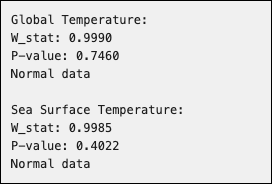 Global Temperature:
W_stat: 0.9990
P-value: 0.7460
Normal data

Sea Surface Temperature:
W_stat: 0.9985
P-value: 0.4022
Normal data